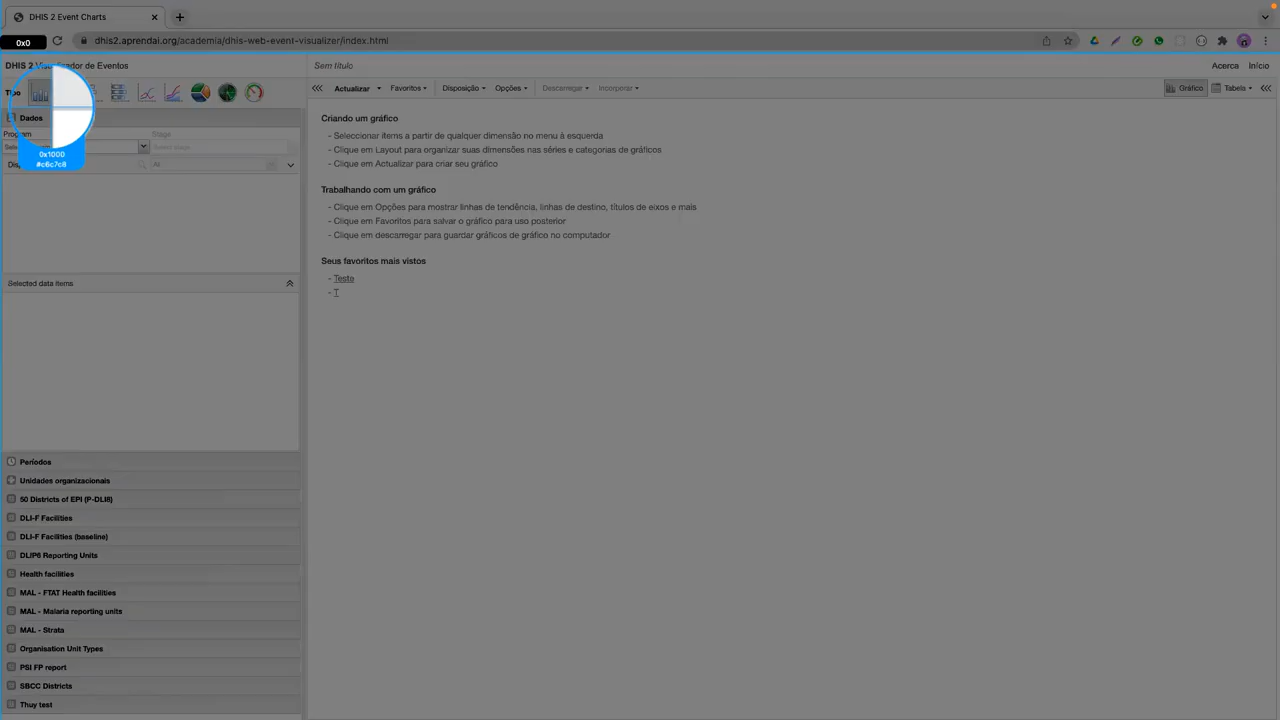 DHIS 2 Event Charts
0x0
dhis2.aprendai.org/academia/dhis-web-event-visualizer/index.html
DHIS 2 Visualizador de Eventos
Sem título
Acerca
Início
Tipo
Actualizar
Favoritos
Disposição
Opções
Descarregar
Incorporar
Gráfico
Tabela
Dados
Program
Stage
Select stage
0x1000
#c6c7c8
All
Selected data items
Criando um gráfico
- Seleccionar items a partir de qualquer dimensão no menu à esquerda
- Clique em Layout para organizar suas dimensões nas séries e categorias de gráficos
- Clique em Actualizar para criar seu gráfico
Trabalhando com um gráfico
- Clique em Opções para mostrar linhas de tendência, linhas de destino, títulos de eixos e mais
- Clique em Favoritos para salvar o gráfico para uso posterior
- Clique em descarregar para guardar gráficos de gráfico no computador
Seus favoritos mais vistos
- Testa
-
Períodos
Unidades organizacionais
50 Districts of EPI (P-DLI8)
DLI-F Facilities
DLI-F Facilities (baseline)
DLIP6 Reporting Units
Health facilities
MAL - FTAT Health facilities
MAL - Malaria reporting units
MAL - Strata
Organisation Unit Types
PSI FP report
SBCC Districts
Thuy test